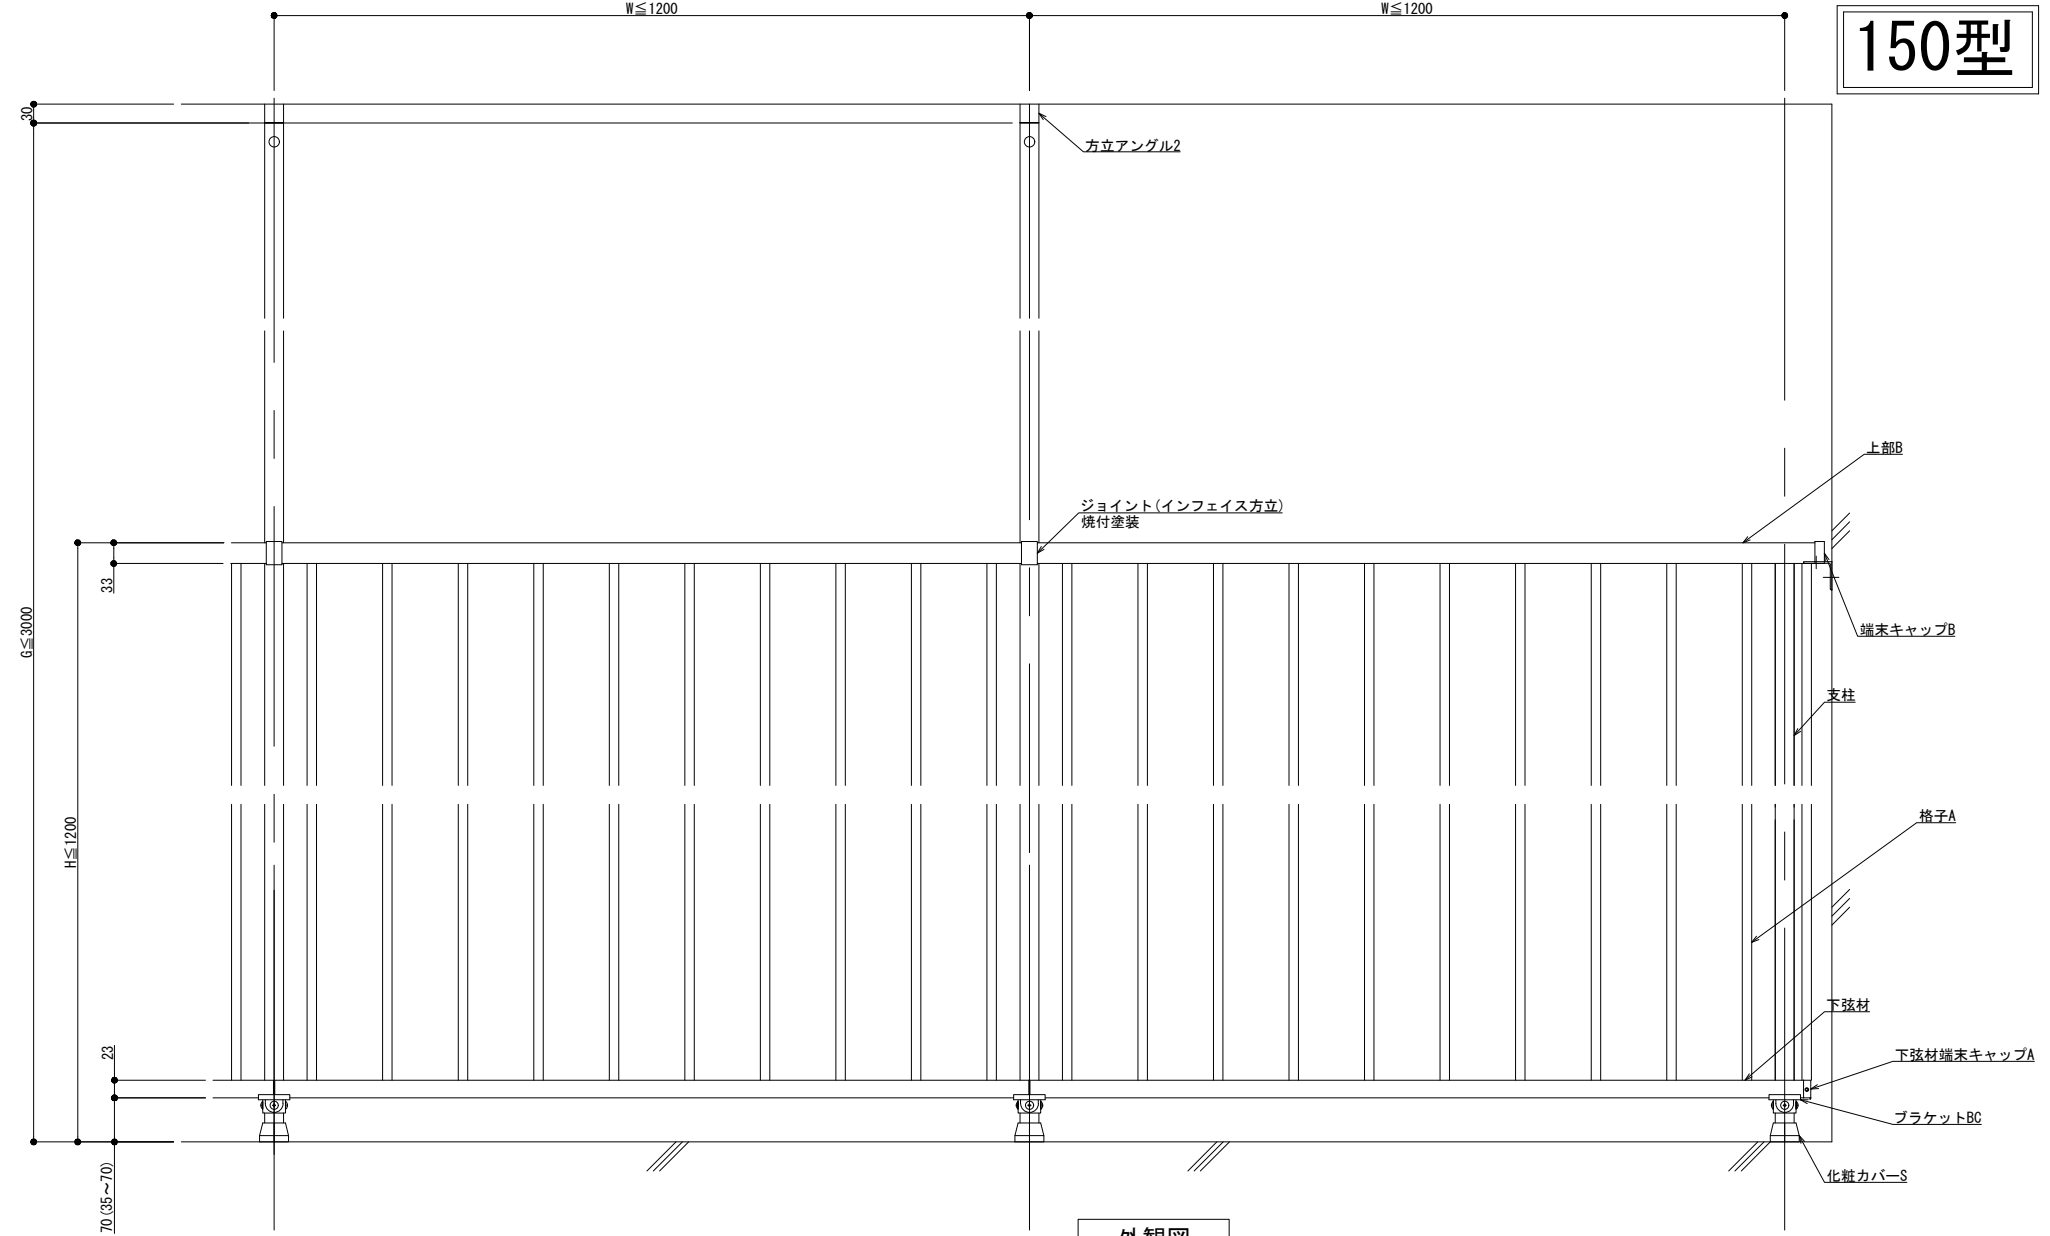 W≦1200
W≦1200
150型
30
方立アングル2
上部B
ジョイント(インフェイス方立)
焼付塗装
33
G≦3000
端末キャップB
支柱
H≦1200
格子A
下弦材
23
下弦材端末キャップA
ブラケットBC
70(35~70)
化粧カバーS
外観図